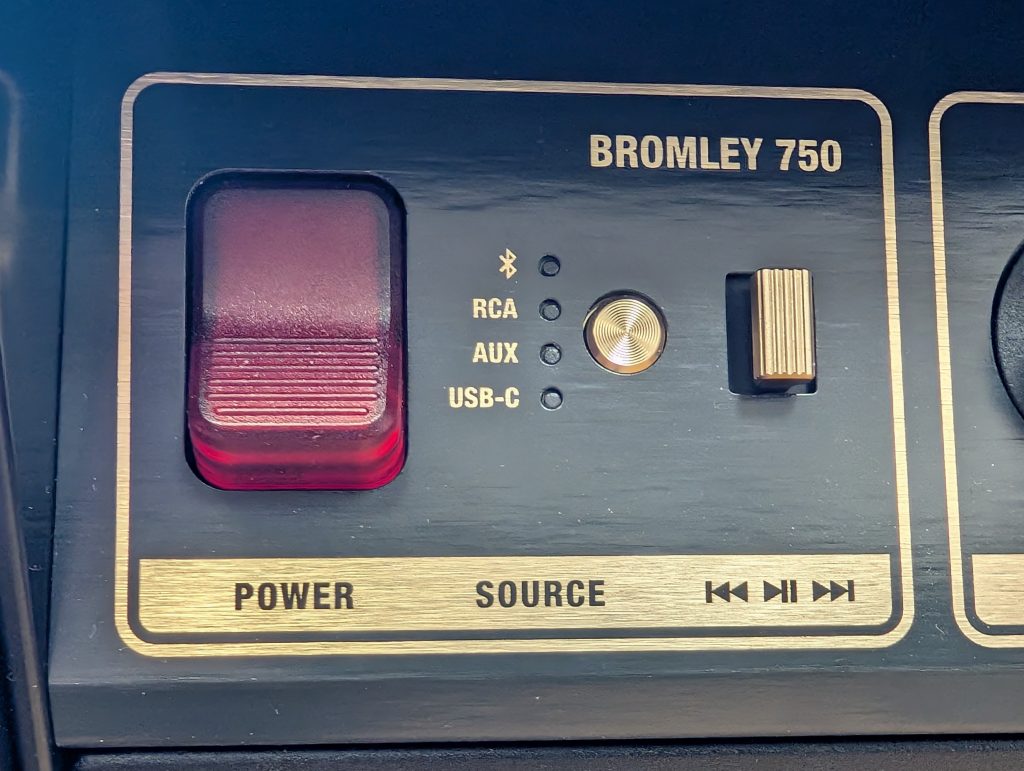 BROMLEY 750
RCA
AUX
USB-C
POWER SOURCE